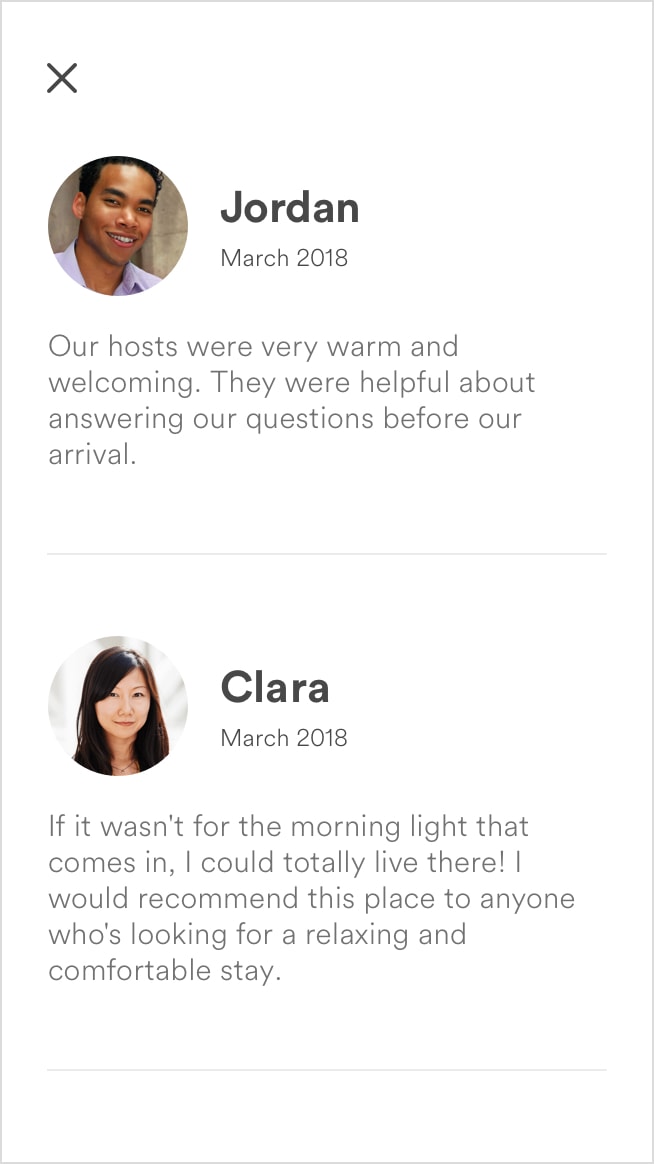 Jordan
March 2018
Our hosts were very warm and
welcoming. They were helpful about
answering our questions before our
arrival.
Clara
March 2018
If it wasn't for the morning light that
comes in, I could totally live there! I
would recommend this place to anyone
who's looking for a relaxing and
comfortable stay.